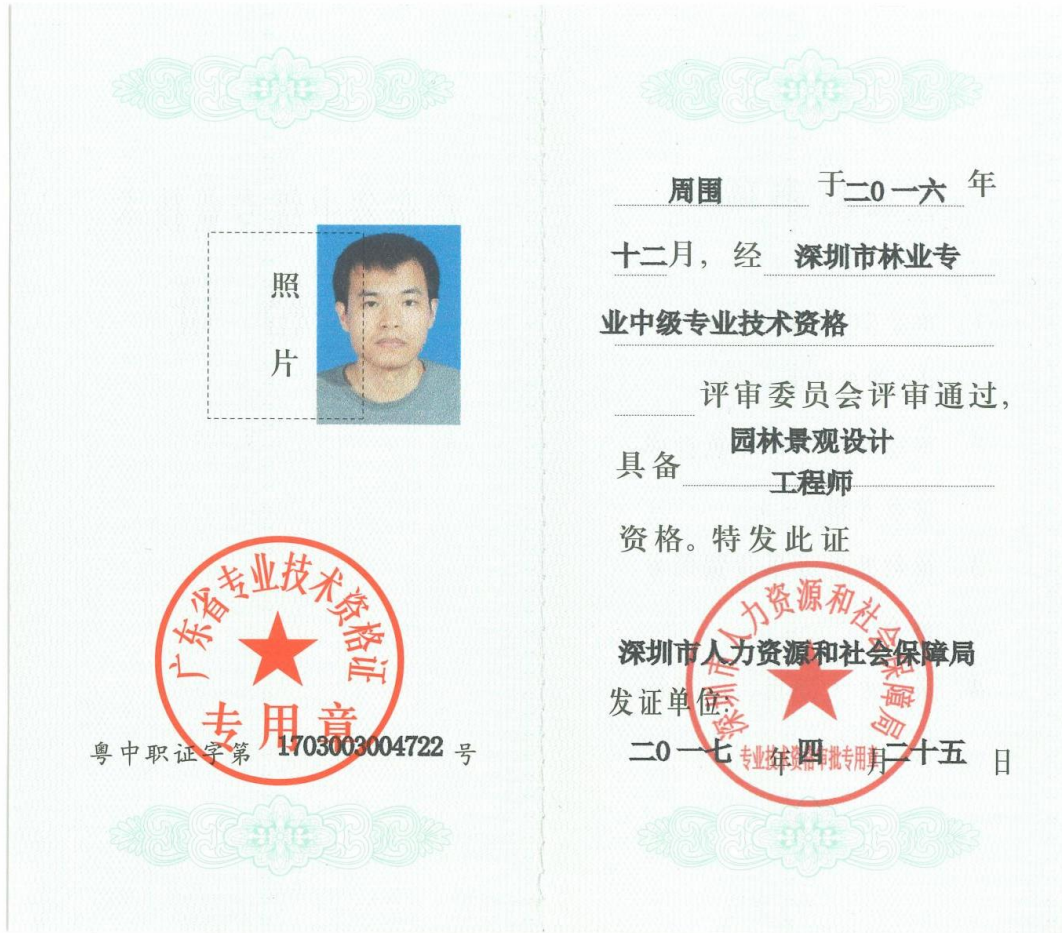 照
片
广东省专业技术资格证
专用章
粤中职证字第 1703003004722 号
周围 于二0一六 年
十二月，经 深圳市林业专
业中级专业技术资格
评审委员会评审通过，
园林景观设计
具备 工程师
资格。特发此证
深圳市人力资源和社会保障局
深圳市人力资源和社会保障局
发证单位：
专业技术资格审批专用章
二0一七 年 四 月 二十五 日